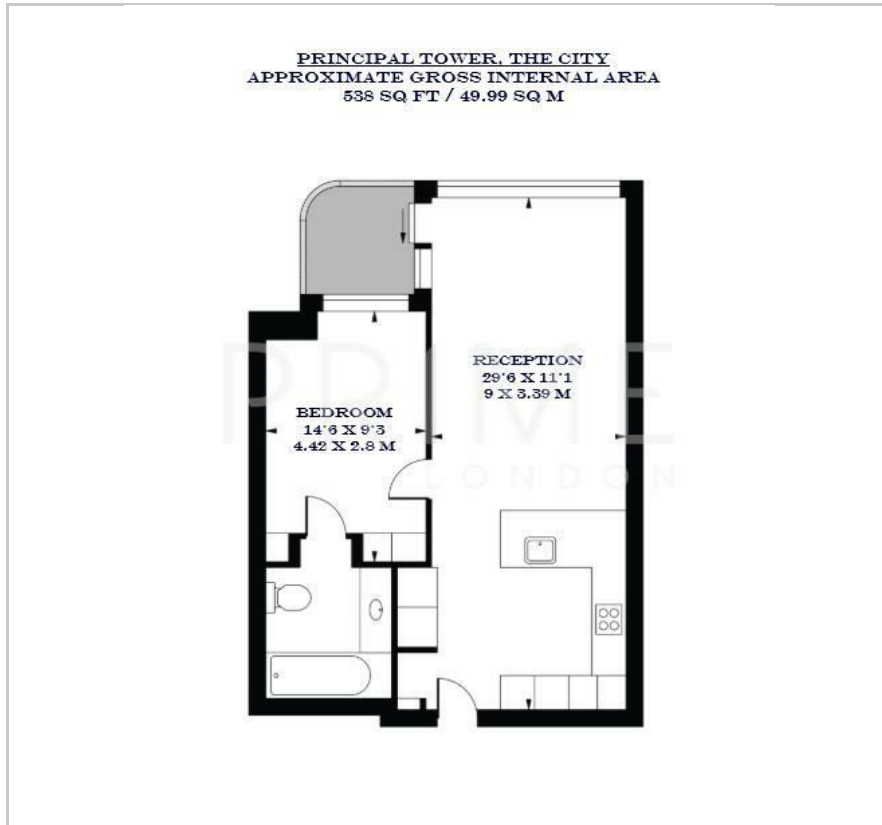 PRINCIPAL TOWER, THE CITY
APPROXIMATE GROSS INTERNAL AREA
538 SQ FT / 49.99 SQ M
RECEPTION
29'6 X 11'1
9 X 3.39 M
BEDROOM
14'6 X 9'3
4.42 X 2.8 M
PRIME
LONDON